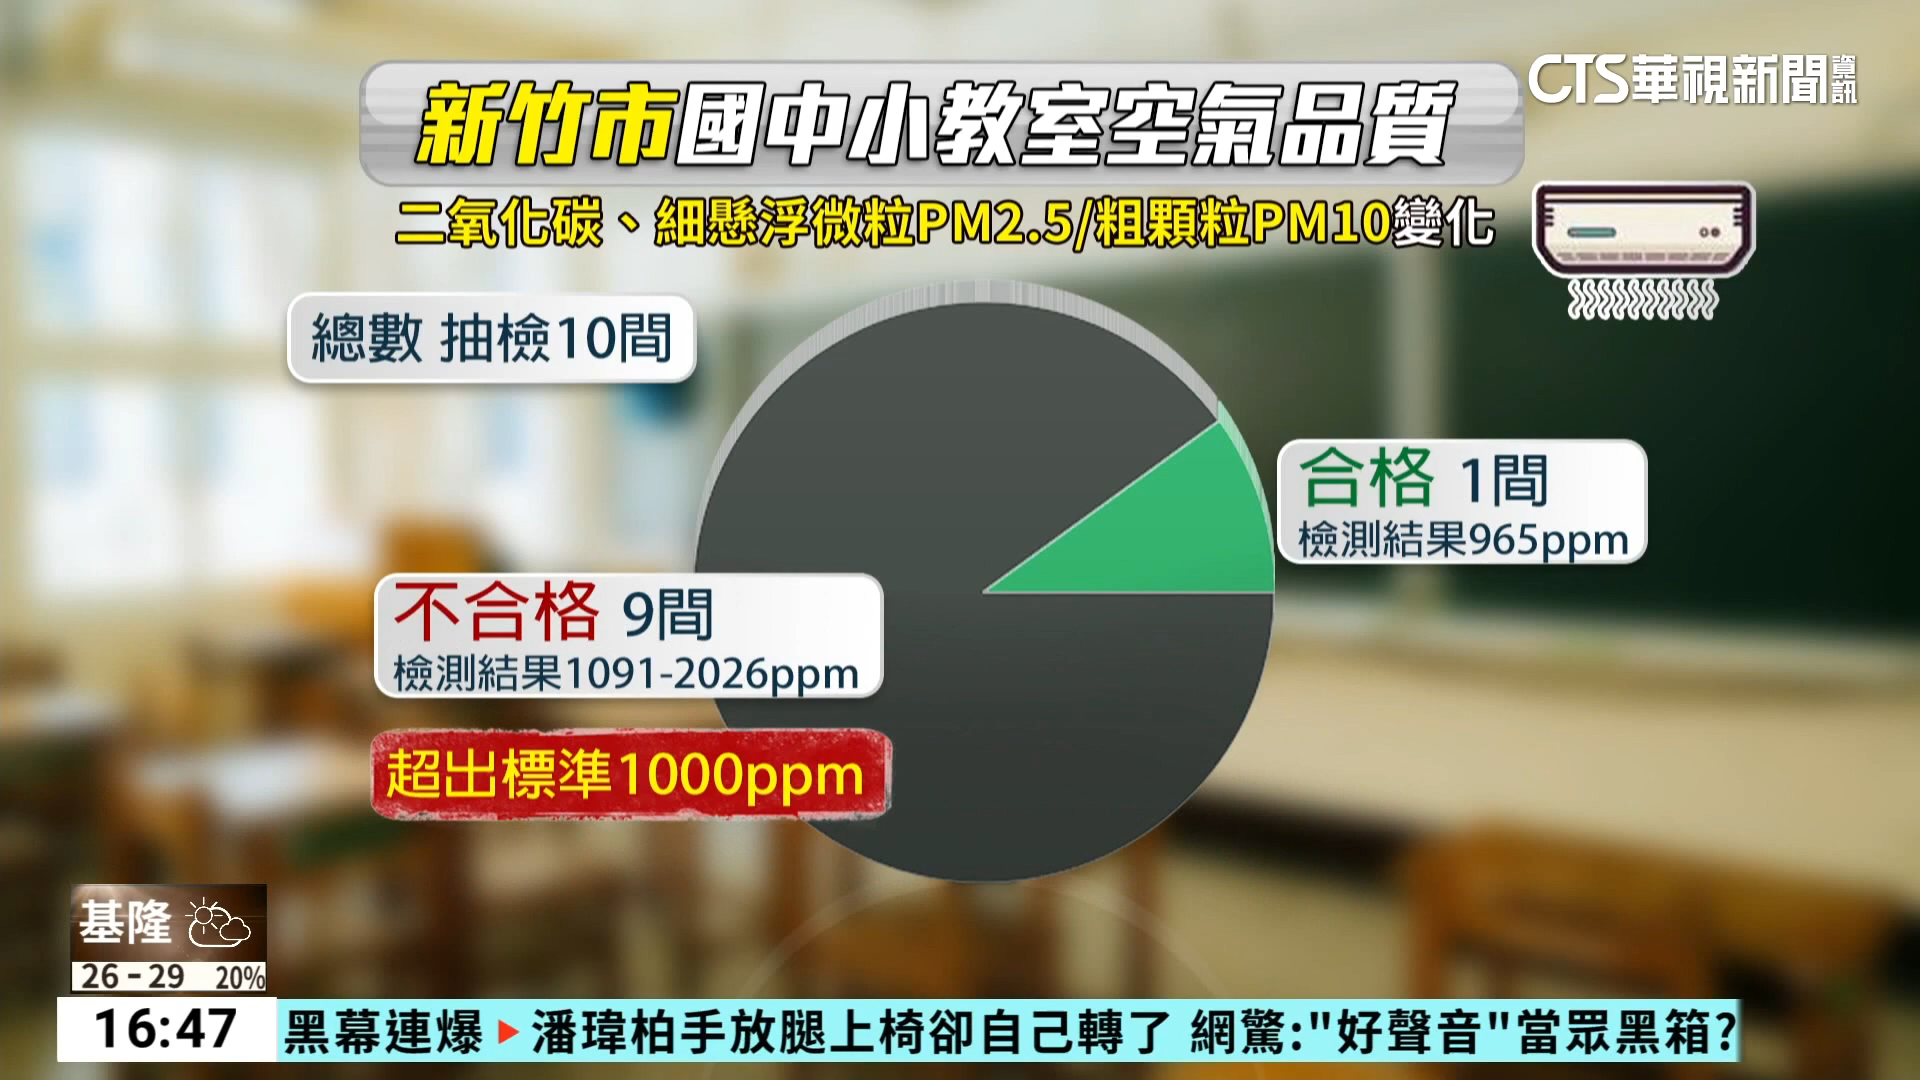 CTS華視新聞資訊
新竹市國中小教室空氣品質
二氧化碳、細懸浮微粒PM2.5/粗顆粒PM10變化
總數 抽檢10間
合格 1間
檢測結果965ppm
不合格 9間
檢測結果1091-2026ppm
超出標準1000ppm
基隆
26-29 20%
16:47
黑幕連爆▶潘瑋柏手放腿上椅卻自己轉了 網驚:"好聲音"當眾黑箱?